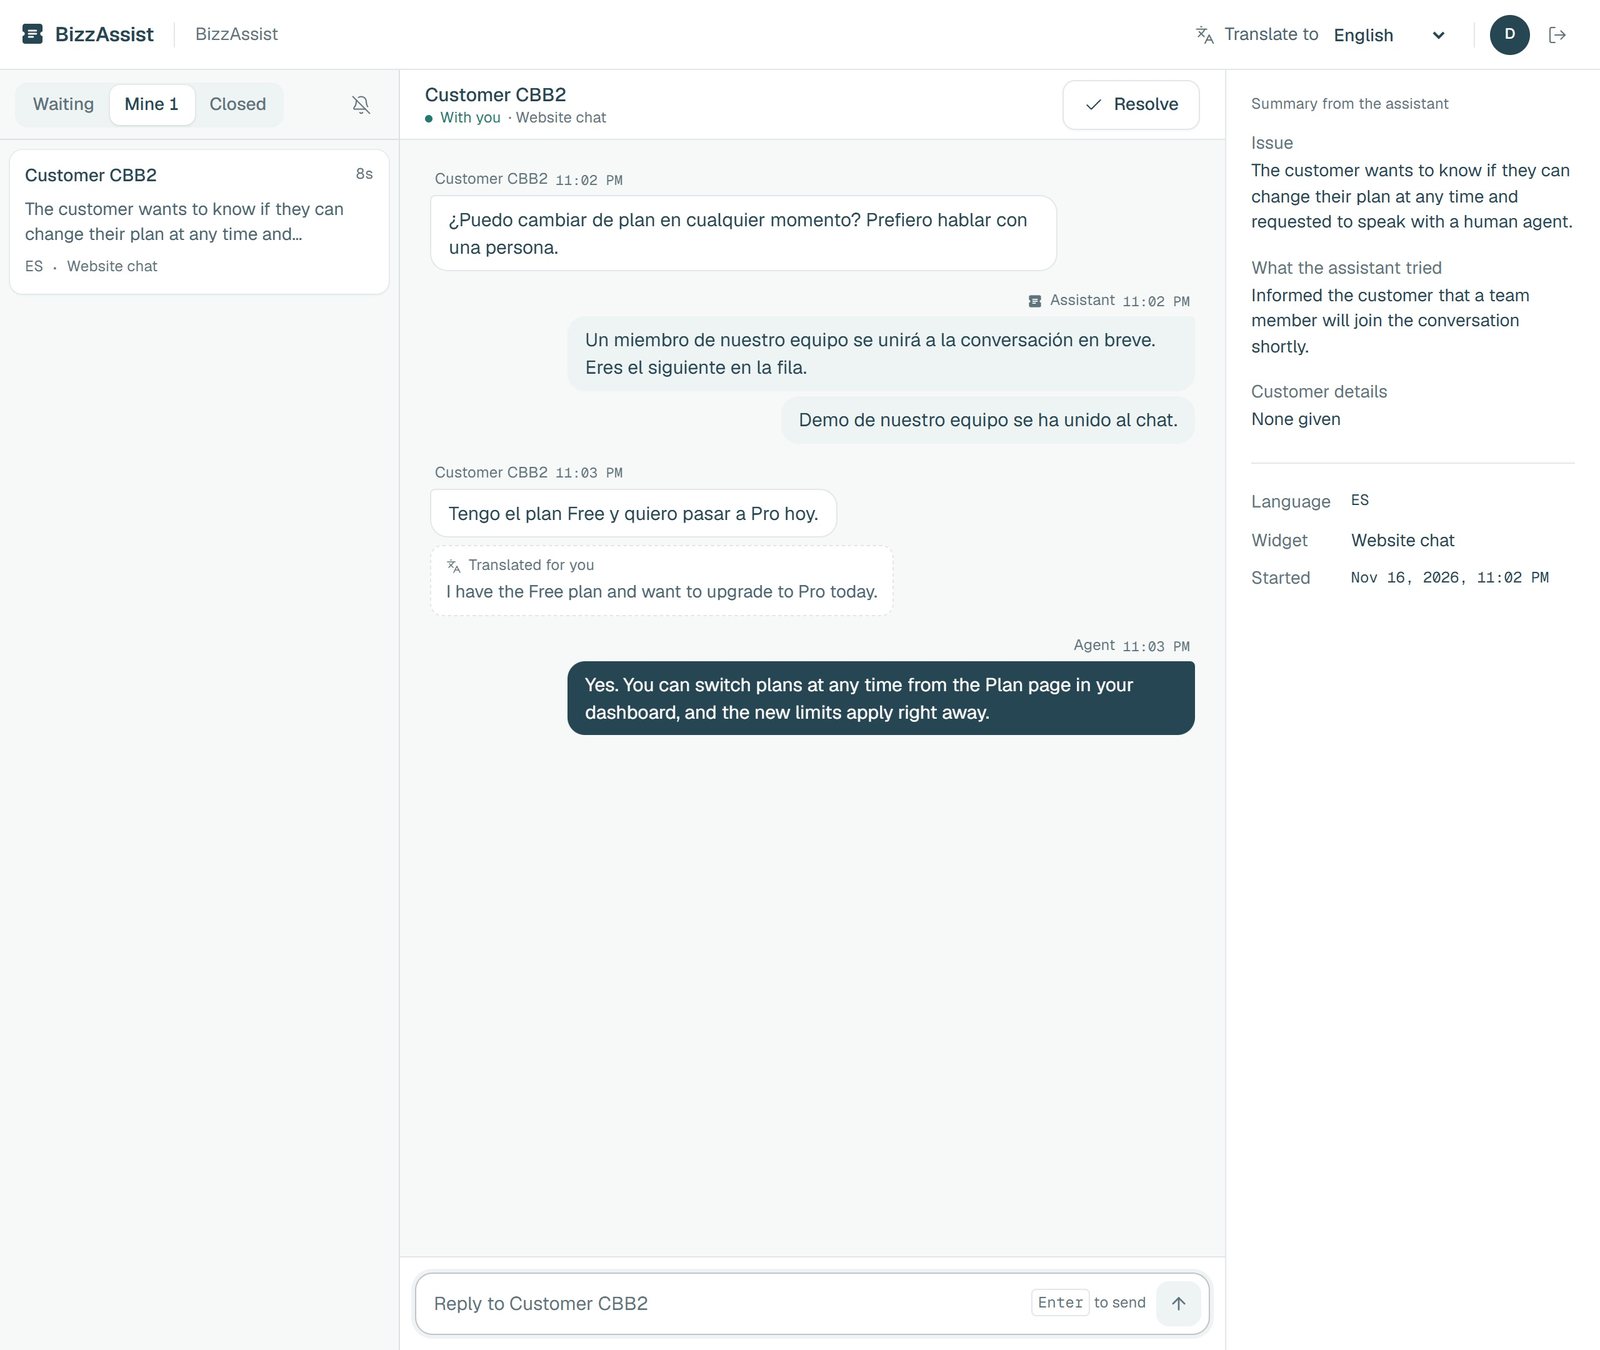 BizzAssist
BizzAssist
Translate to English
D
Waiting
Mine 1
Closed
Customer CBB2
8s
The customer wants to know if they can
change their plan at any time and…
ES · Website chat
Customer CBB2
With you · Website chat
Resolve
Customer CBB2 11:02 PM
¿Puedo cambiar de plan en cualquier momento? Prefiero hablar con
una persona.
Assistant 11:02 PM
Un miembro de nuestro equipo se unirá a la conversación en breve.
Eres el siguiente en la fila.
Demo de nuestro equipo se ha unido al chat.
Customer CBB2 11:03 PM
Tengo el plan Free y quiero pasar a Pro hoy.
Translated for you
I have the Free plan and want to upgrade to Pro today.
Agent 11:03 PM
Yes. You can switch plans at any time from the Plan page in your
dashboard, and the new limits apply right away.
Reply to Customer CBB2
Enter to send
Summary from the assistant
Issue
The customer wants to know if they can
change their plan at any time and
requested to speak with a human agent.
What the assistant tried
Informed the customer that a team
member will join the conversation
shortly.
Customer details
None given
Language ES
Widget Website chat
Started Nov 16, 2026, 11:02 PM